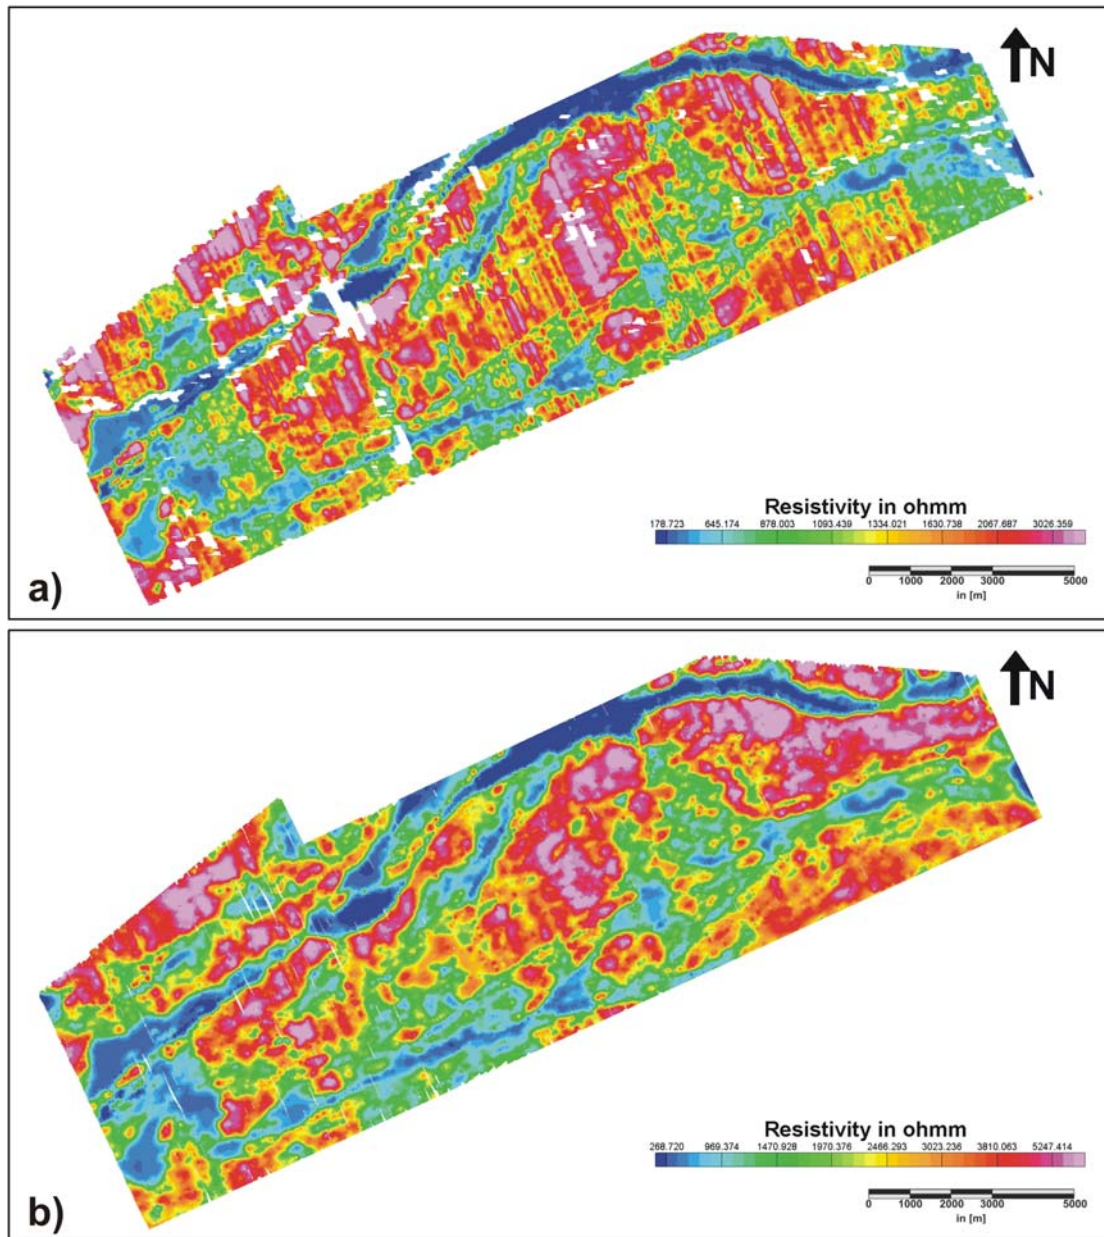 N
Resistivity in ohmm
178.723 645.174 878.003 1093.439 1334.021 1630.738 2067.687 3026.359
0 1000 2000 3000 5000
in [m]
a)
N
Resistivity in ohmm
268.720 969.374 1470.928 1970.376 2466.293 3023.236 3810.063 5247.414
0 1000 2000 3000 5000
in [m]
b)